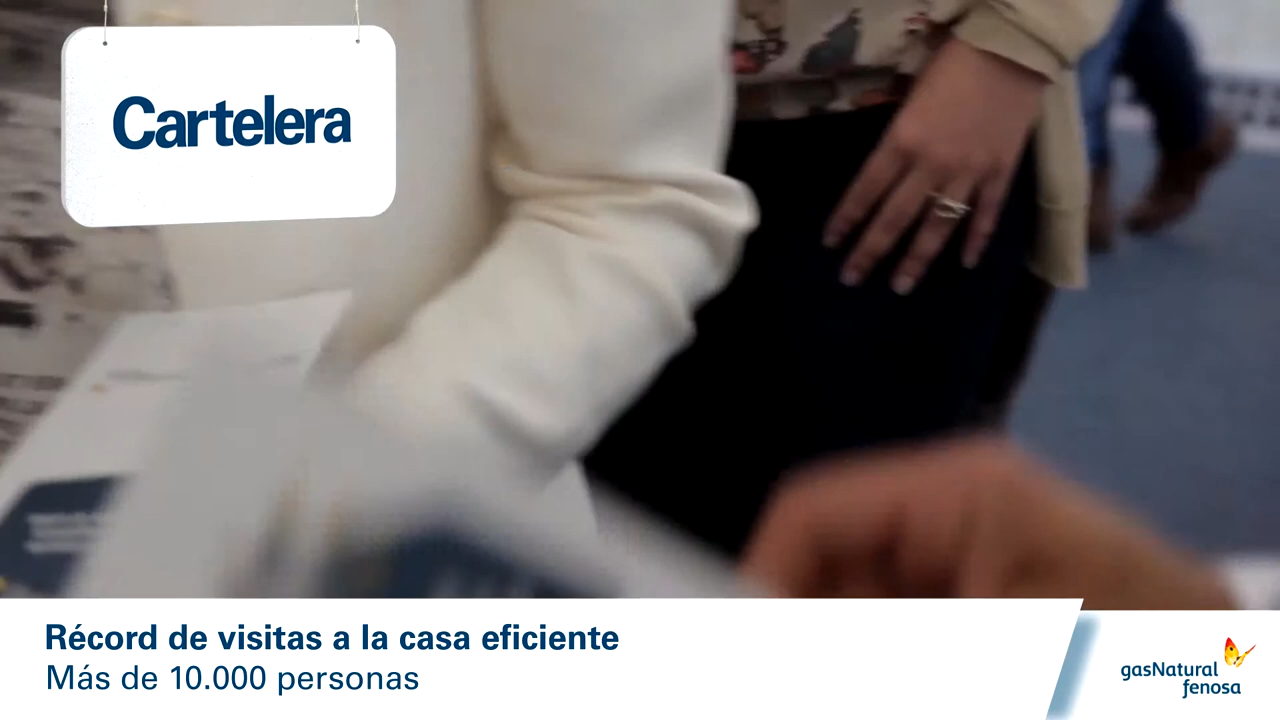 Cartelera
Récord de visitas a la casa eficiente
Más de 10.000 personas
gasNatural
fenosa